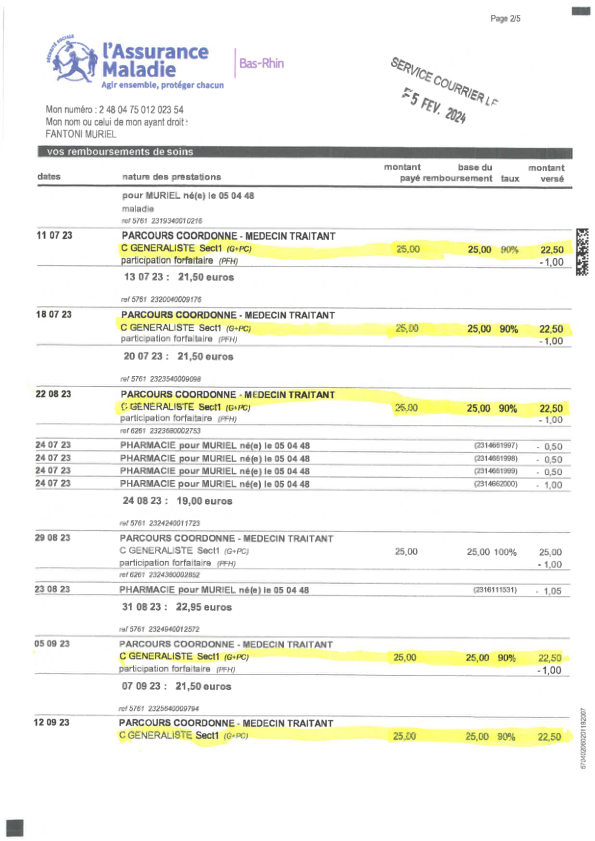 Page 2/5
SÉCURITÉ SOCIALE
l'Assurance
Maladie
Agir ensemble, protéger chacun
Bas-Rhin
SERVICE COURRIER LE
- 5 FEV. 2024
Mon numéro : 2 48 04 75 012 023 54
Mon nom ou celui de mon ayant droit :
FANTONI MURIEL
vos remboursements de soins
dates nature des prestations montant payé base du remboursement taux montant versé
pour MURIEL né(e) le 05 04 48
maladie
ref 5761 2319340010216
11 07 23 PARCOURS COORDONNE - MEDECIN TRAITANT
C GENERALISTE Sect1 (G+PC) 25,00 25,00 90% 22,50
participation forfaitaire (PFH) -1,00
13 07 23 : 21,50 euros
ref 5761 2320040009176
18 07 23 PARCOURS COORDONNE - MEDECIN TRAITANT
C GENERALISTE Sect1 (G+PC) 25,00 25,00 90% 22,50
participation forfaitaire (PFH) -1,00
20 07 23 : 21,50 euros
ref 5761 2323540009098
22 08 23 PARCOURS COORDONNE - MEDECIN TRAITANT
C GENERALISTE Sect1 (G+PC) 25,00 25,00 90% 22,50
participation forfaitaire (PFH) -1,00
ref 6261 2323680002753
24 07 23 PHARMACIE pour MURIEL né(e) le 05 04 48 (2314661997) - 0,50
24 07 23 PHARMACIE pour MURIEL né(e) le 05 04 48 (2314661998) - 0,50
24 07 23 PHARMACIE pour MURIEL né(e) le 05 04 48 (2314661999) - 0,50
24 07 23 PHARMACIE pour MURIEL né(e) le 05 04 48 (2314662000) - 1,00
24 08 23 : 19,00 euros
ref 5761 2324240011723
29 08 23 PARCOURS COORDONNE - MEDECIN TRAITANT
C GENERALISTE Sect1 (G+PC) 25,00 25,00 100% 25,00
participation forfaitaire (PFH) -1,00
ref 6261 2324380002852
23 08 23 PHARMACIE pour MURIEL né(e) le 05 04 48 (2316111531) - 1,05
31 08 23 : 22,95 euros
ref 5761 2324940012572
05 09 23 PARCOURS COORDONNE - MEDECIN TRAITANT
C GENERALISTE Sect1 (G+PC) 25,00 25,00 90% 22,50
participation forfaitaire (PFH) -1,00
07 09 23 : 21,50 euros
ref 5761 2325640009794
12 09 23 PARCOURS COORDONNE - MEDECIN TRAITANT
C GENERALISTE Sect1 (G+PC) 25,00 25,00 90% 22,50